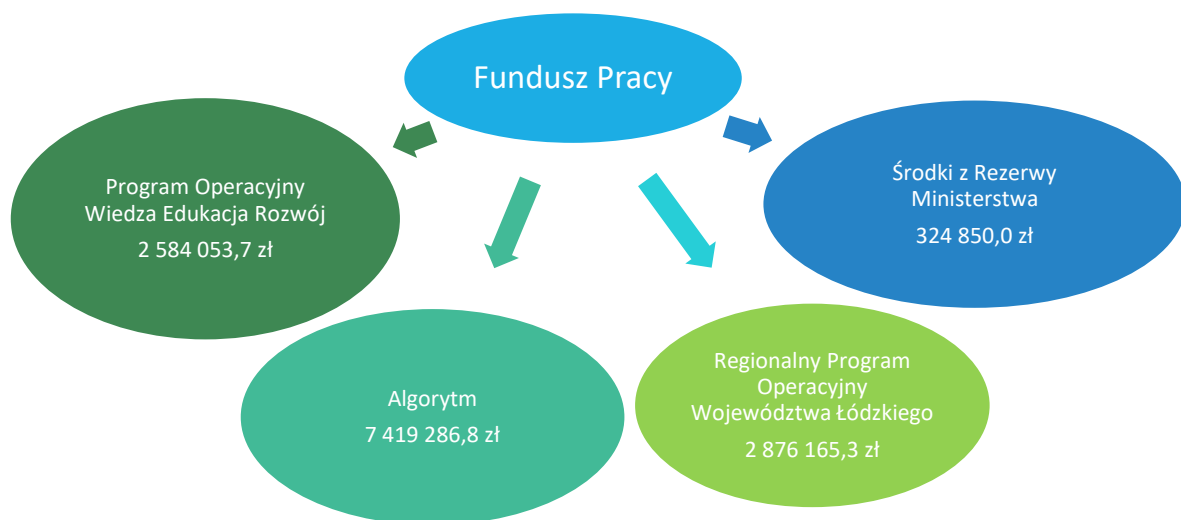 Fundusz Pracy
Program Operacyjny
Wiedza Edukacja Rozwój
2 584 053,7 zł
Środki z Rezerwy
Ministerstwa
324 850,0 zł
Algorytm
7 419 286,8 zł
Regionalny Program
Operacyjny
Województwa Łódzkiego
2 876 165,3 zł